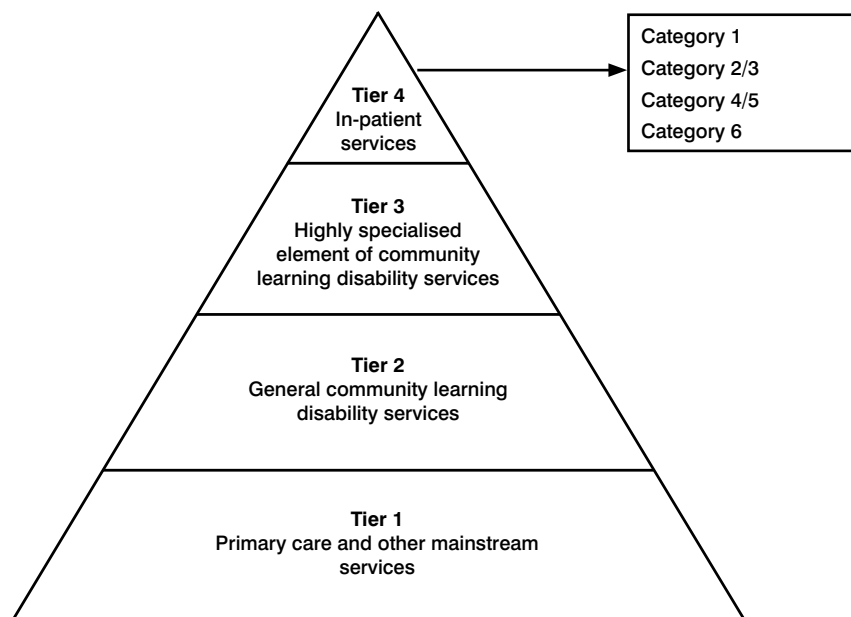 Category 1
Category 2/3
Category 4/5
Category 6
Tier 4
In-patient
services
Tier 3
Highly specialised
element of community
learning disability services
Tier 2
General community learning
disability services
Tier 1
Primary care and other mainstream
services